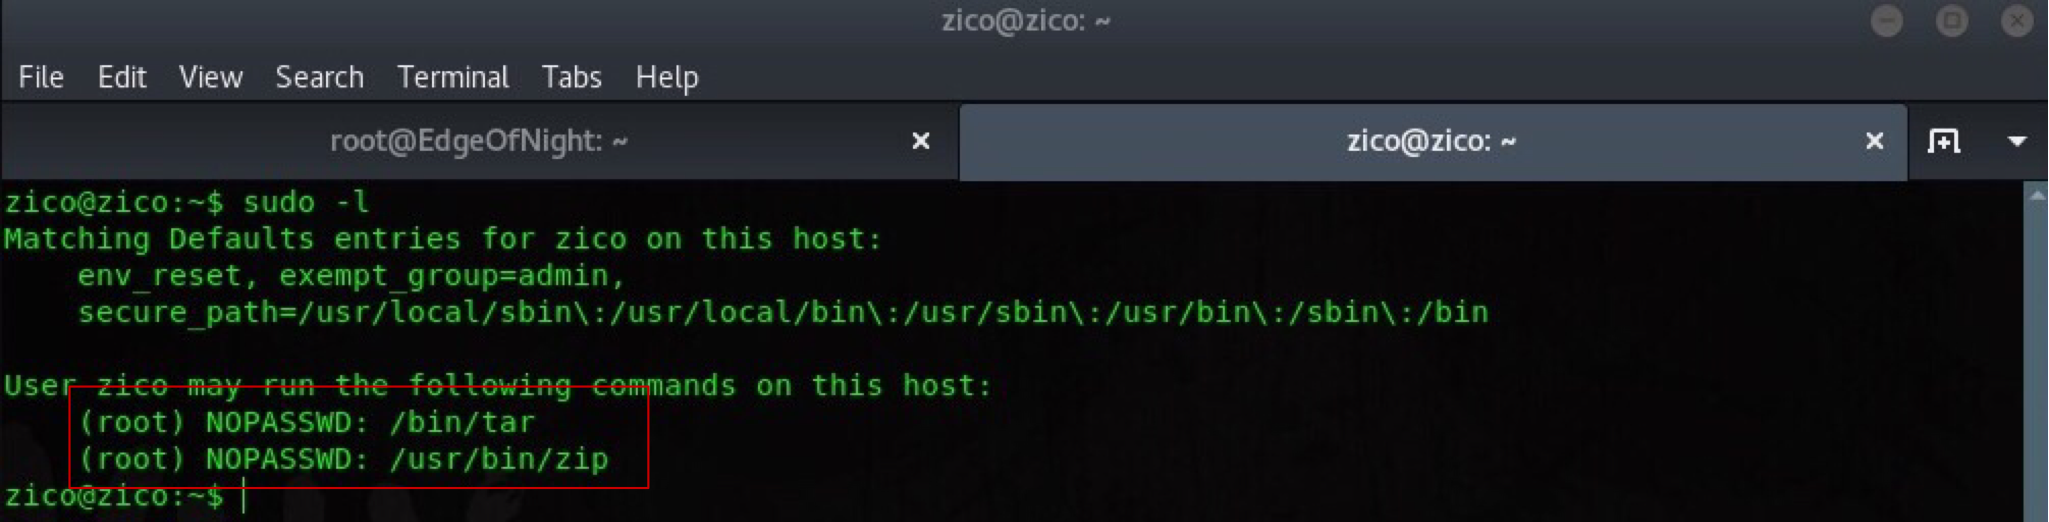 zico@zico: ~
File Edit View Search Terminal Tabs Help
root@EdgeOfNight: ~
zico@zico: ~
zico@zico:~$ sudo -l
Matching Defaults entries for zico on this host:
    env_reset, exempt_group=admin,
    secure_path=/usr/local/sbin\:/usr/local/bin\:/usr/sbin\:/usr/bin\:/sbin\:/bin
User zico may run the following commands on this host:
    (root) NOPASSWD: /bin/tar
    (root) NOPASSWD: /usr/bin/zip
zico@zico:~$